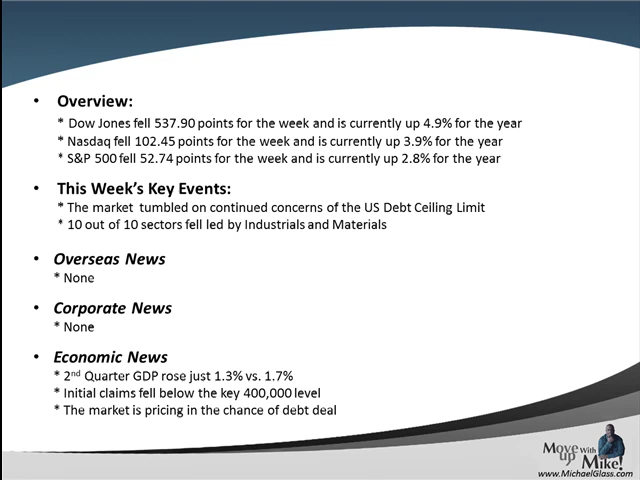 • Overview:
* Dow Jones fell 537.90 points for the week and is currently up 4.9% for the year
* Nasdaq fell 102.45 points for the week and is currently up 3.9% for the year
* S&P 500 fell 52.74 points for the week and is currently up 2.8% for the year
• This Week's Key Events:
* The market tumbled on continued concerns of the US Debt Ceiling Limit
* 10 out of 10 sectors fell led by Industrials and Materials
• Overseas News
* None
• Corporate News
* None
• Economic News
* 2nd Quarter GDP rose just 1.3% vs. 1.7%
* Initial claims fell below the key 400,000 level
* The market is pricing in the chance of debt deal
Move up With Mike!
www.MichaelGlass.com